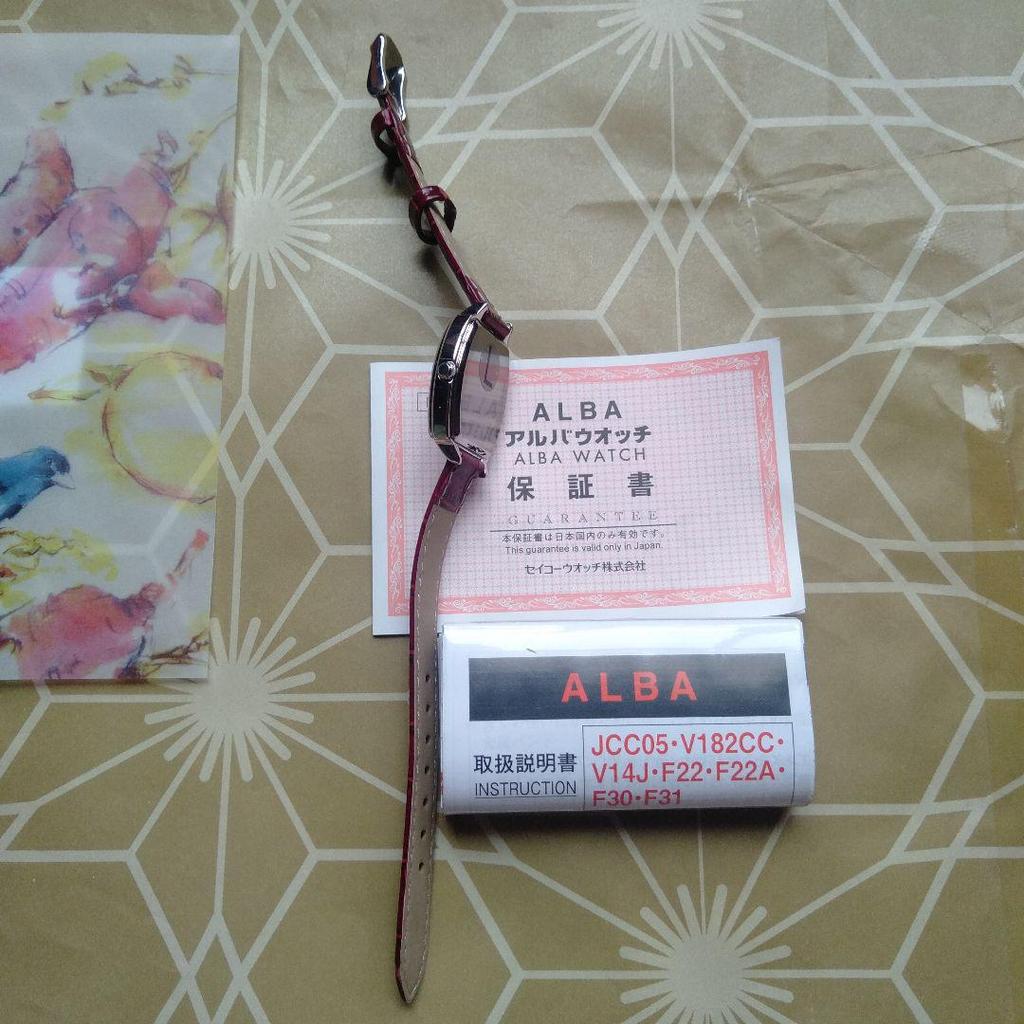 ALBA
アルバウオッチ
ALBA WATCH
保証書
GUARANTEE
本保証書は日本国内のみ有効です。
This guarantee is valid only in Japan.
セイコーウオッチ株式会社
ALBA
取扱説明書
INSTRUCTION
JCC05・V182CC・
V14J・F22・F22A・
F30・F31